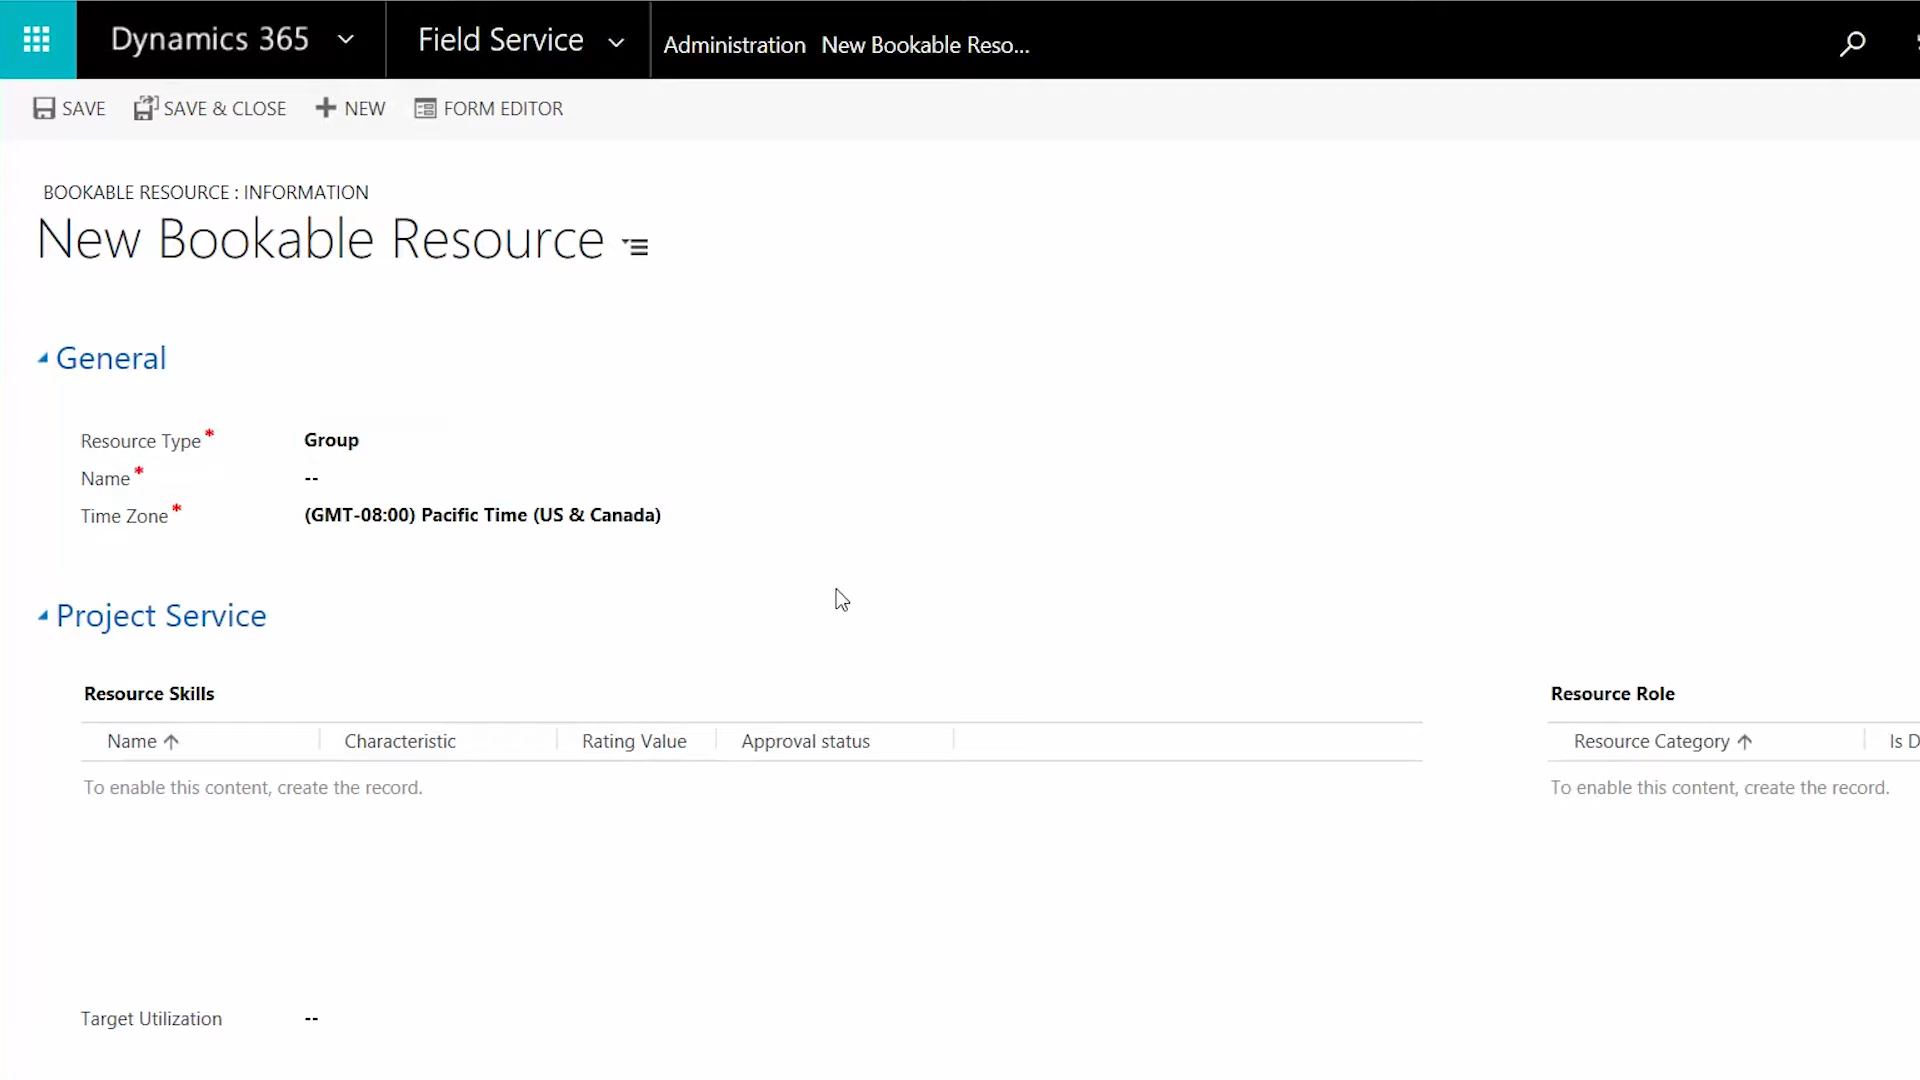 Dynamics 365 Field Service Administration New Bookable Reso...
SAVE SAVE & CLOSE NEW FORM EDITOR
BOOKABLE RESOURCE : INFORMATION
New Bookable Resource
General
Resource Type* Group
Name* --
Time Zone* (GMT-08:00) Pacific Time (US & Canada)
Project Service
Resource Skills Resource Role
Name Characteristic Rating Value Approval status Resource Category Is D
To enable this content, create the record. To enable this content, create the record.
Target Utilization --